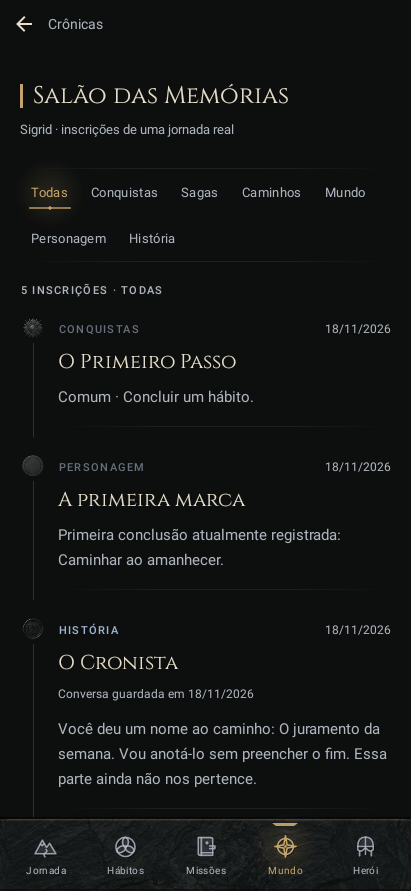 Crônicas
Salão das Memórias
Sigrid · inscrições de uma jornada real
Todas Conquistas Sagas Caminhos Mundo
Personagem História
5 INSCRIÇÕES · TODAS
CONQUISTAS 18/11/2026
O Primeiro Passo
Comum · Concluir um hábito.
PERSONAGEM 18/11/2026
A primeira marca
Primeira conclusão atualmente registrada:
Caminhar ao amanhecer.
HISTÓRIA 18/11/2026
O Cronista
Conversa guardada em 18/11/2026
Você deu um nome ao caminho: O juramento da
semana. Vou anotá-lo sem preencher o fim. Essa
parte ainda não nos pertence.
Jornada Hábitos Missões Mundo Herói